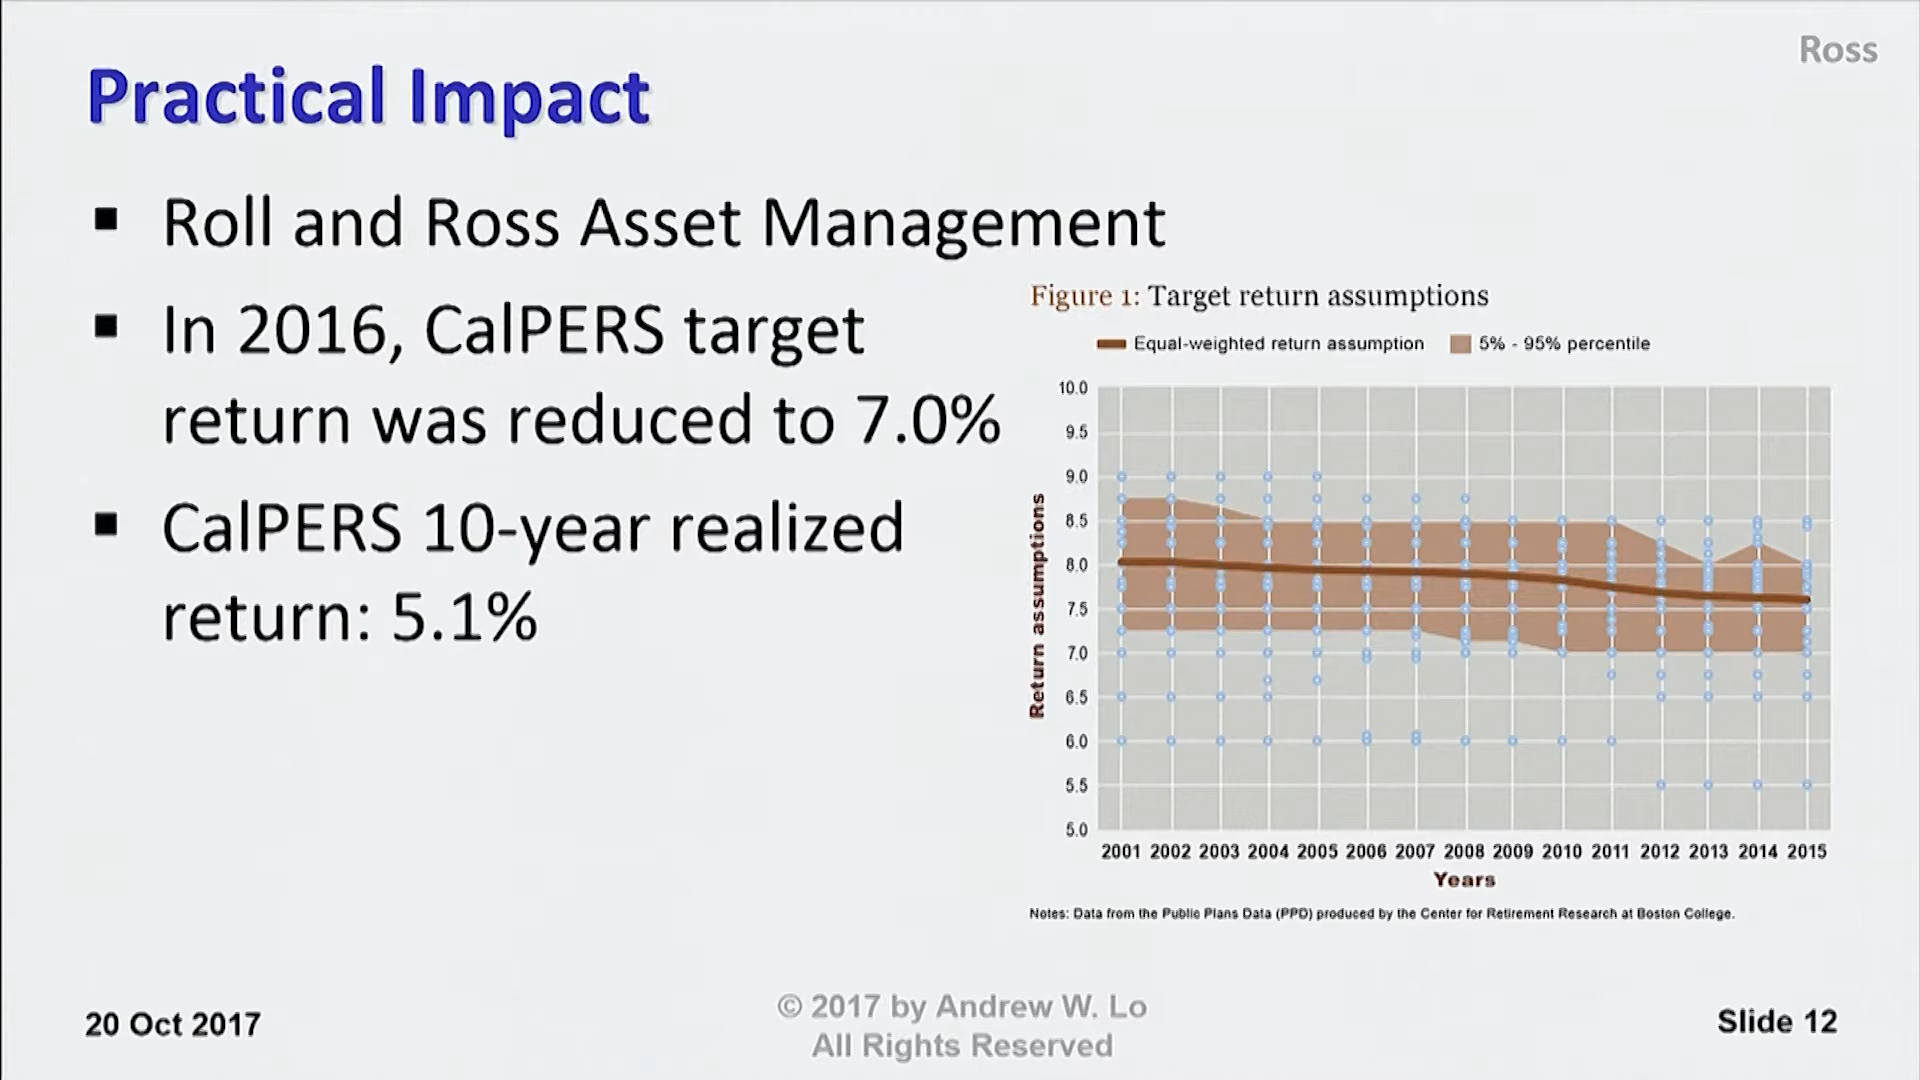 Ross
Practical Impact
▪ Roll and Ross Asset Management
▪ In 2016, CalPERS target
return was reduced to 7.0%
▪ CalPERS 10-year realized
return: 5.1%
Figure 1: Target return assumptions
Equal-weighted return assumption 5% - 95% percentile
Return assumptions
10.0
9.5
9.0
8.5
8.0
7.5
7.0
6.5
6.0
5.5
5.0
2001 2002 2003 2004 2005 2006 2007 2008 2009 2010 2011 2012 2013 2014 2015
Years
Notes: Data from the Public Plans Data (PPD) produced by the Center for Retirement Research at Boston College.
20 Oct 2017
© 2017 by Andrew W. Lo
All Rights Reserved
Slide 12